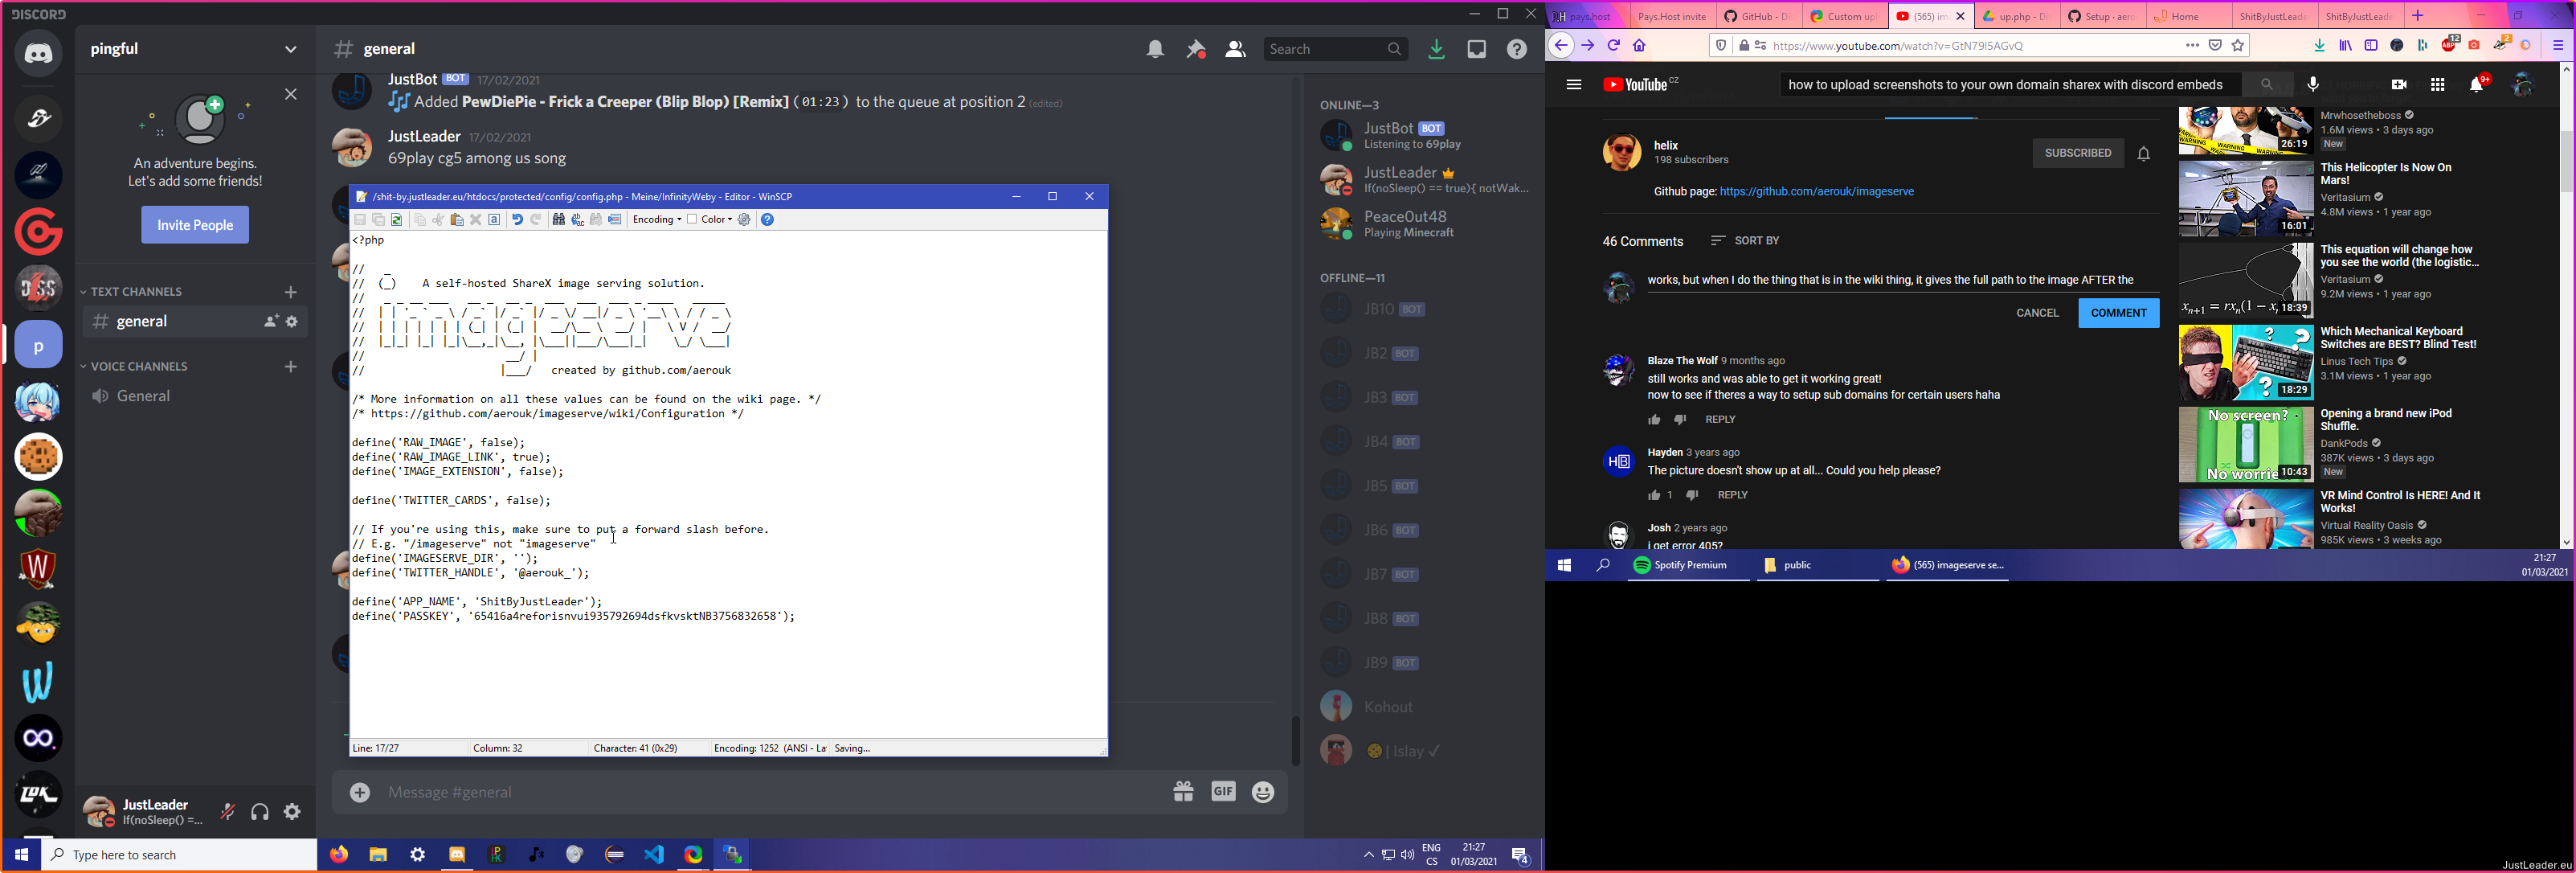 DISCORD
pingful
An adventure begins.
Let's add some friends!
Invite People
TEXT CHANNELS
# general
VOICE CHANNELS
General
JustLeader
If(noSleep() =...
# general
Search
JustBot BOT 17/02/2021
Added PewDiePie - Frick a Creeper (Blip Blop) [Remix] (01:23) to the queue at position 2 (edited)
JustLeader 17/02/2021
69play cg5 among us song
/shit-by.justleader.eu/htdocs/protected/config/config.php - Meine/InfinityWeby - Editor - WinSCP
Encoding Color
<?php
// A self-hosted ShareX image serving solution.
// created by github.com/aerouk
/* More information on all these values can be found on the wiki page. */
/* https://github.com/aerouk/imageserve/wiki/Configuration */
define('RAW_IMAGE', false);
define('RAW_IMAGE_LINK', true);
define('IMAGE_EXTENSION', false);
define('TWITTER_CARDS', false);
// If you're using this, make sure to put a forward slash before.
// E.g. "/imageserve" not "imageserve"
define('IMAGESERVE_DIR', '');
define('TWITTER_HANDLE', '@aerouk_');
define('APP_NAME', 'ShitByJustLeader');
define('PASSKEY', '65416a4reforisnvui935792694dsfkvsktNB3756832658');
Line: 17/27 Column: 32 Character: 41 (0x29) Encoding: 1252 (ANSI - La Saving...
Message #general
GIF
ONLINE—3
JustBot BOT
Listening to 69play
JustLeader
If(noSleep() == true){ notWak...
PeaceOut48
Playing Minecraft
OFFLINE—11
JB10 BOT
JB2 BOT
JB3 BOT
JB4 BOT
JB5 BOT
JB6 BOT
JB7 BOT
JB8 BOT
JB9 BOT
Kohout
| Islay ✓
Type here to search
ENG
CS
21:27
01/03/2021
4
pays.host
Pays.Host invite
GitHub - Di
Custom upl
(565) ima
up.php - D
Setup · aero
Home
ShitByJustLeade
ShitByJustLeade
https://www.youtube.com/watch?v=GtN79I5AGvQ
YouTube CZ
how to upload screenshots to your own domain sharex with discord embeds
9+
helix
198 subscribers
SUBSCRIBED
Github page: https://github.com/aerouk/imageserve
46 Comments
SORT BY
works, but when I do the thing that is in the wiki thing, it gives the full path to the image AFTER the
CANCEL
COMMENT
Blaze The Wolf 9 months ago
still works and was able to get it working great!
now to see if theres a way to setup sub domains for certain users haha
REPLY
Hayden 3 years ago
The picture doesn't show up at all... Could you help please?
1 REPLY
Josh 2 years ago
i get error 405?
Mrwhosetheboss
1.6M views • 3 days ago
New
26:19
This Helicopter Is Now On
Mars!
Veritasium
4.8M views • 1 year ago
16:01
This equation will change how
you see the world (the logistic...
Veritasium
9.2M views • 1 year ago
18:39
Which Mechanical Keyboard
Switches are BEST? Blind Test!
Linus Tech Tips
3.1M views • 1 year ago
18:29
Opening a brand new iPod
Shuffle.
DankPods
387K views • 3 days ago
New
No screen?
No worrie
10:43
VR Mind Control Is HERE! And It
Works!
Virtual Reality Oasis
985K views • 3 weeks ago
Spotify Premium
public
(565) imageserve se...
21:27
01/03/2021
JustLeader.eu